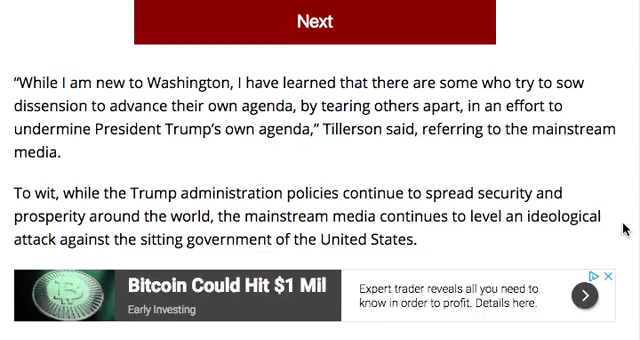 Next
“While I am new to Washington, I have learned that there are some who try to sow
dissension to advance their own agenda, by tearing others apart, in an effort to
undermine President Trump’s own agenda,” Tillerson said, referring to the mainstream
media.
To wit, while the Trump administration policies continue to spread security and
prosperity around the world, the mainstream media continues to level an ideological
attack against the sitting government of the United States.
Bitcoin Could Hit $1 Mil
Early Investing
Expert trader reveals all you need to
know in order to profit. Details here.